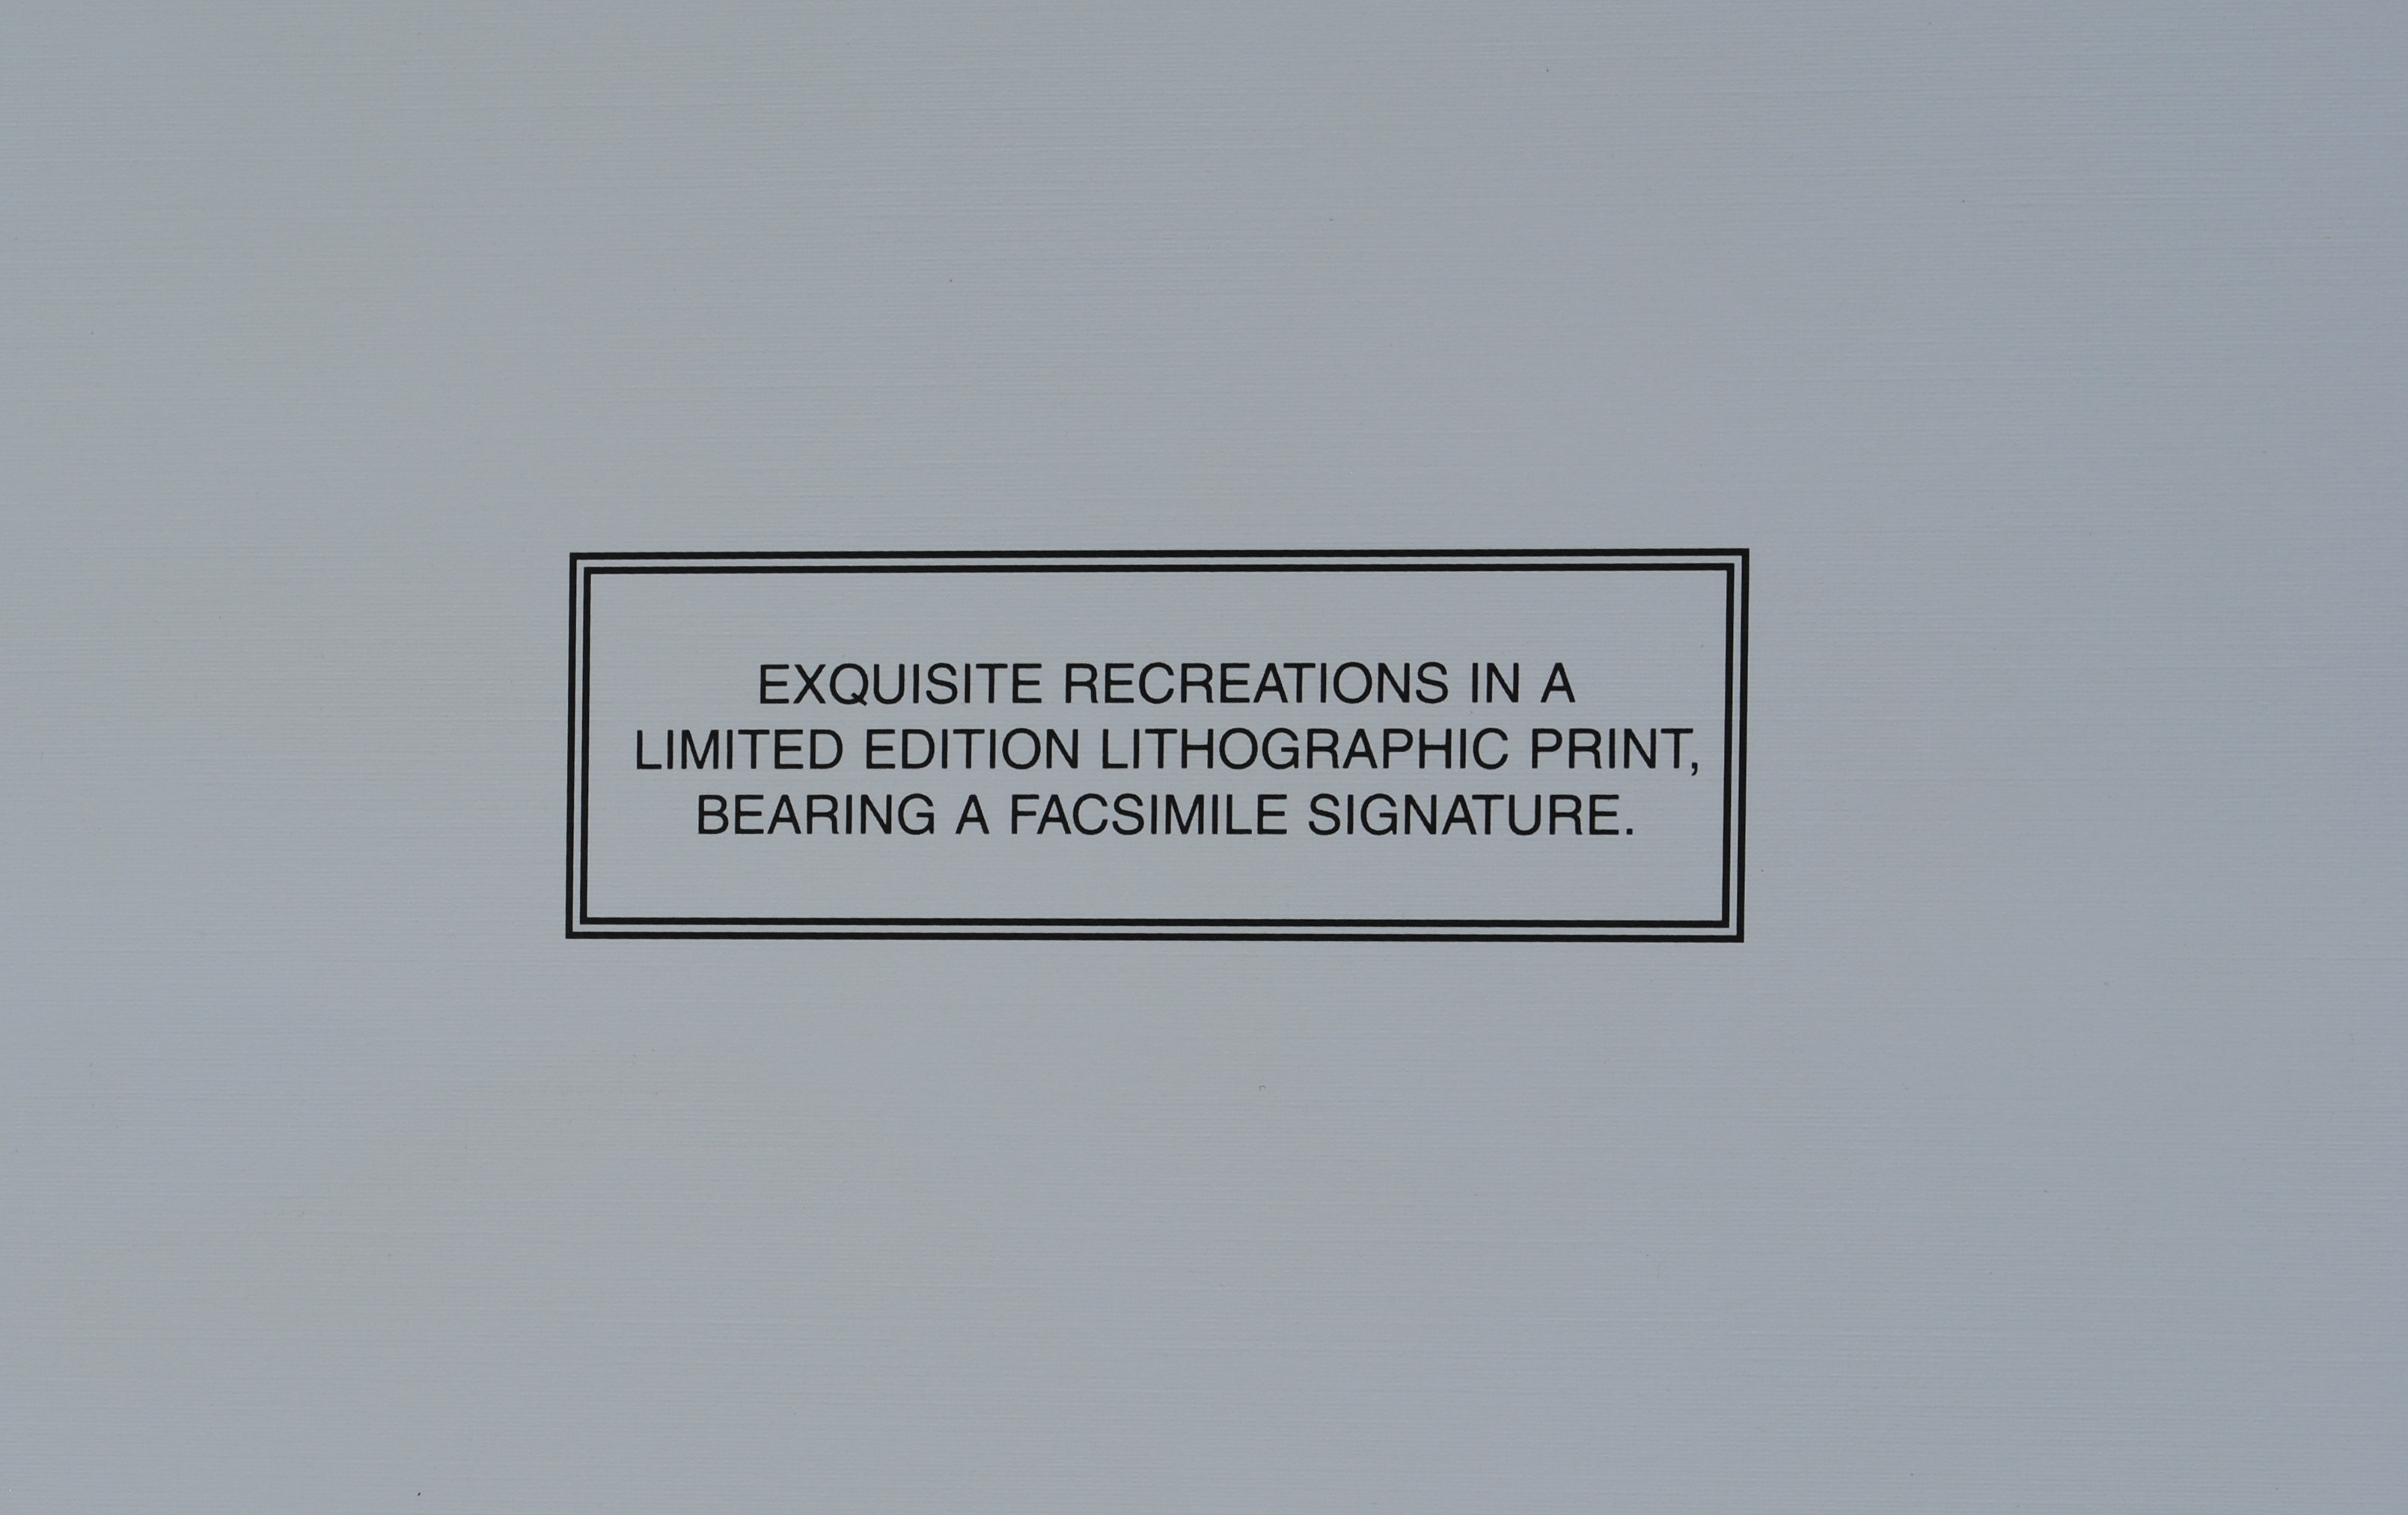 EXQUISITE RECREATIONS IN A
LIMITED EDITION LITHOGRAPHIC PRINT,
BEARING A FACSIMILE SIGNATURE.